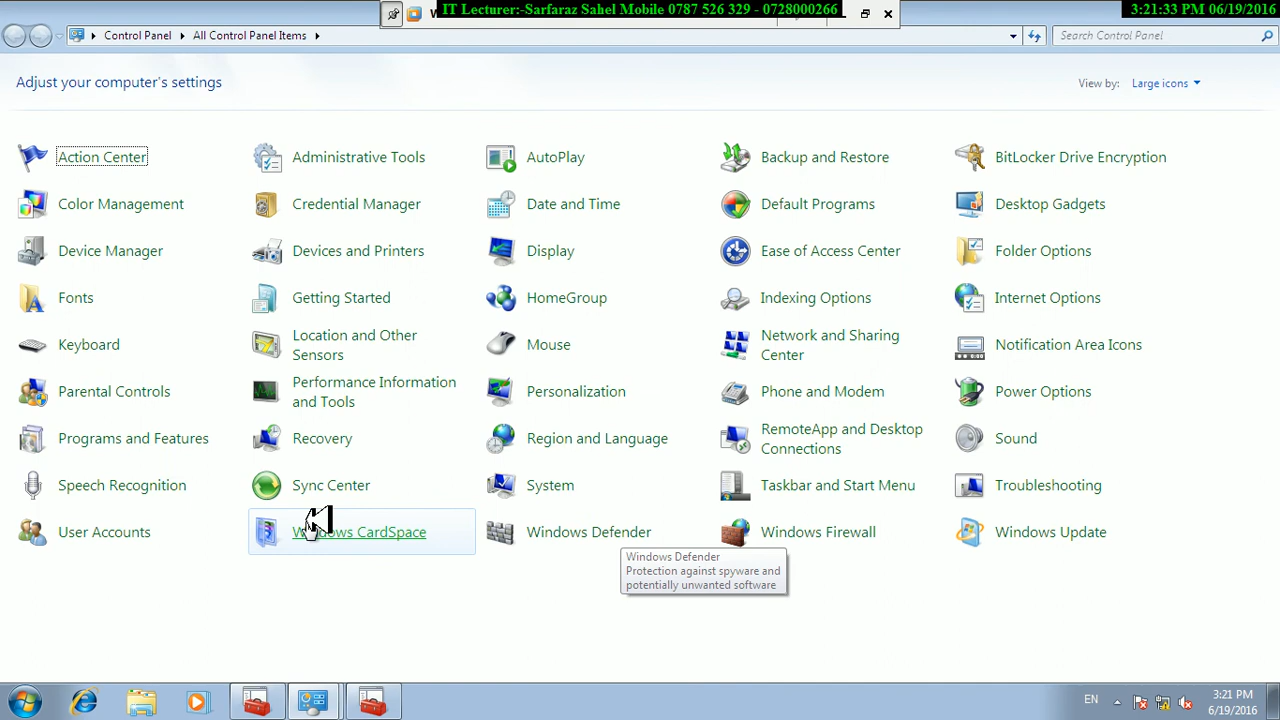 W
IT Lecturer:-Sarfaraz Sahel Mobile 0787 526 329 - 0728000266
3:21:33 PM 06/19/2016
Control Panel
All Control Panel Items
Search Control Panel
Adjust your computer's settings
View by:
Large icons
Action Center
Administrative Tools
AutoPlay
Backup and Restore
BitLocker Drive Encryption
Color Management
Credential Manager
Date and Time
Default Programs
Desktop Gadgets
Device Manager
Devices and Printers
Display
Ease of Access Center
Folder Options
Fonts
Getting Started
HomeGroup
Indexing Options
Internet Options
Keyboard
Location and Other
Sensors
Mouse
Network and Sharing
Center
Notification Area Icons
Parental Controls
Performance Information
and Tools
Personalization
Phone and Modem
Power Options
Programs and Features
Recovery
Region and Language
RemoteApp and Desktop
Connections
Sound
Speech Recognition
Sync Center
System
Taskbar and Start Menu
Troubleshooting
User Accounts
Windows CardSpace
Windows Defender
Windows Firewall
Windows Update
Windows Defender
Protection against spyware and
potentially unwanted software
EN
3:21 PM
6/19/2016